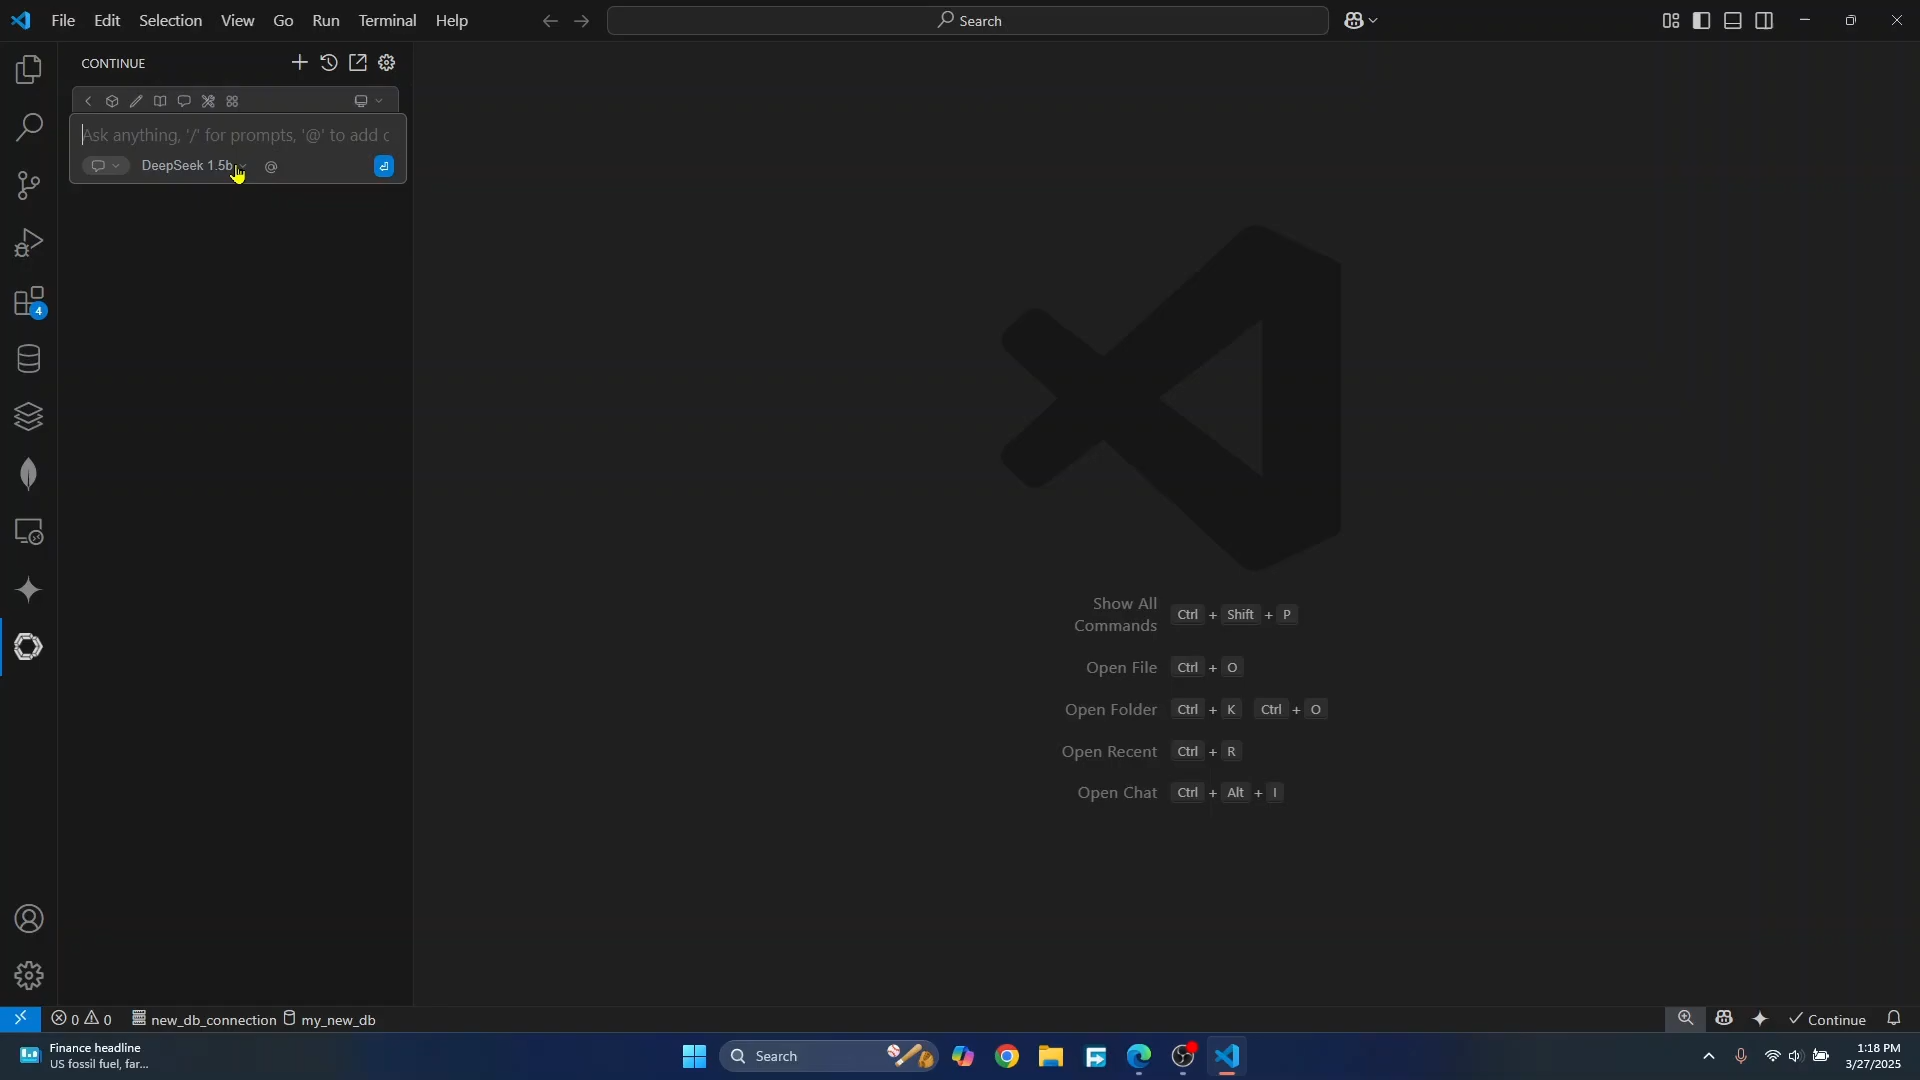 File Edit Selection View Go Run Terminal Help
Search
CONTINUE
Ask anything, '/' for prompts, '@' to add c
DeepSeek 1.5b
@
4
Show All Commands Ctrl + Shift + P
Open File Ctrl + O
Open Folder Ctrl + K Ctrl + O
Open Recent Ctrl + R
Open Chat Ctrl + Alt + I
0 0 new_db_connection my_new_db
Continue
Finance headline
US fossil fuel, far...
Search
1:18 PM
3/27/2025